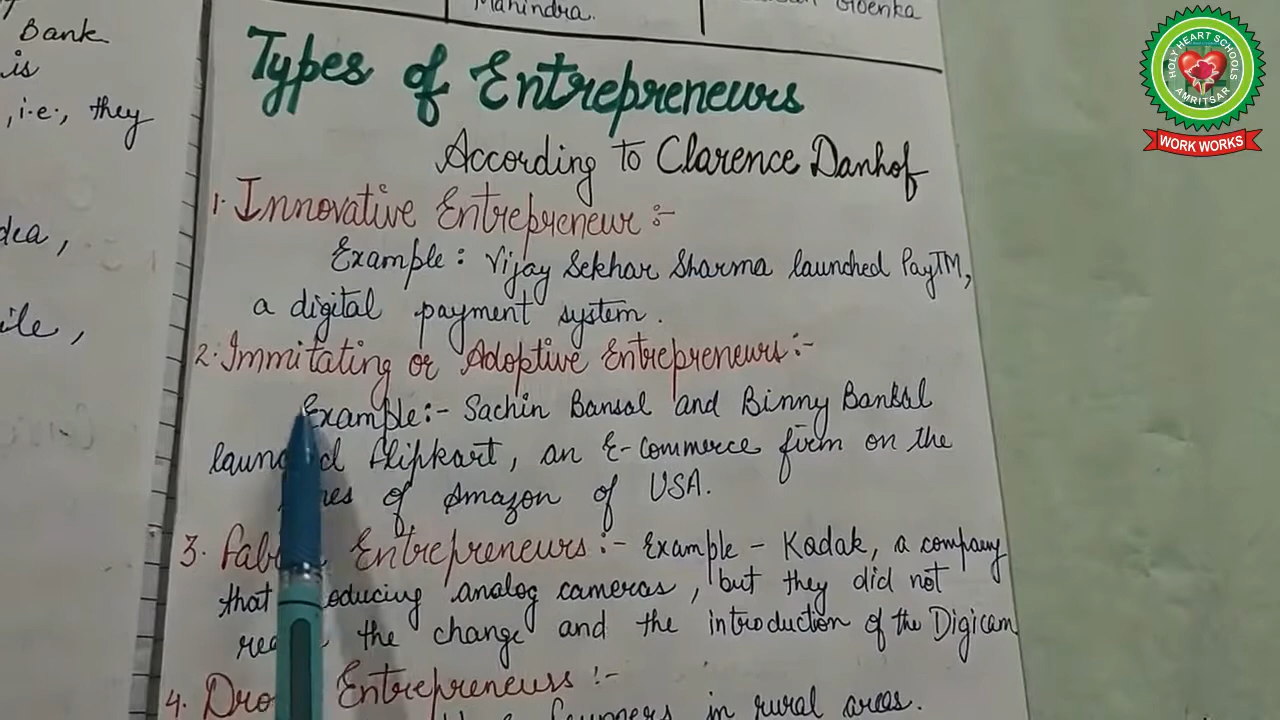 Mahindra.
Goenka
Bank
is
, i.e., they
dea,
ile,
Types of Entrepreneurs
According to Clarence Danhof
1. Innovative Entrepreneur :-
Example : Vijay Sekhar Sharma launched PayTM,
a digital payment system.
2. Immitating or Adoptive Entrepreneurs :-
Example :- Sachin Bansal and Binny Bansal
launched Flipkart, an E-commerce firm on the
of Amazon of USA.
3. Entrepreneurs :- Example - Kadak, a company
that analog cameras, but they did not
the change and the introduction of the Digicam
4. Entrepreneurs :-
in rural areas.
HOLY HEART SCHOOLS
AMRITSAR
WORK WORKS